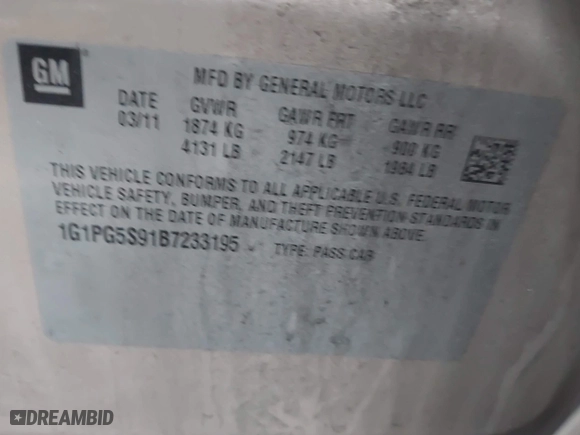 GM
MFD BY GENERAL MOTORS LLC
DATE GVWR GAWR FRT GAWR RR
03/11 1874 KG 974 KG 900 KG
4131 LB 2147 LB 1984 LB
THIS VEHICLE CONFORMS TO ALL APPLICABLE U.S. FEDERAL MOTOR
VEHICLE SAFETY, BUMPER, AND THEFT PREVENTION STANDARDS IN
EFFECT ON THE DATE OF MANUFACTURE SHOWN ABOVE.
1G1PG5S91B7233195 TYPE: PASS CAR
DREAMBID